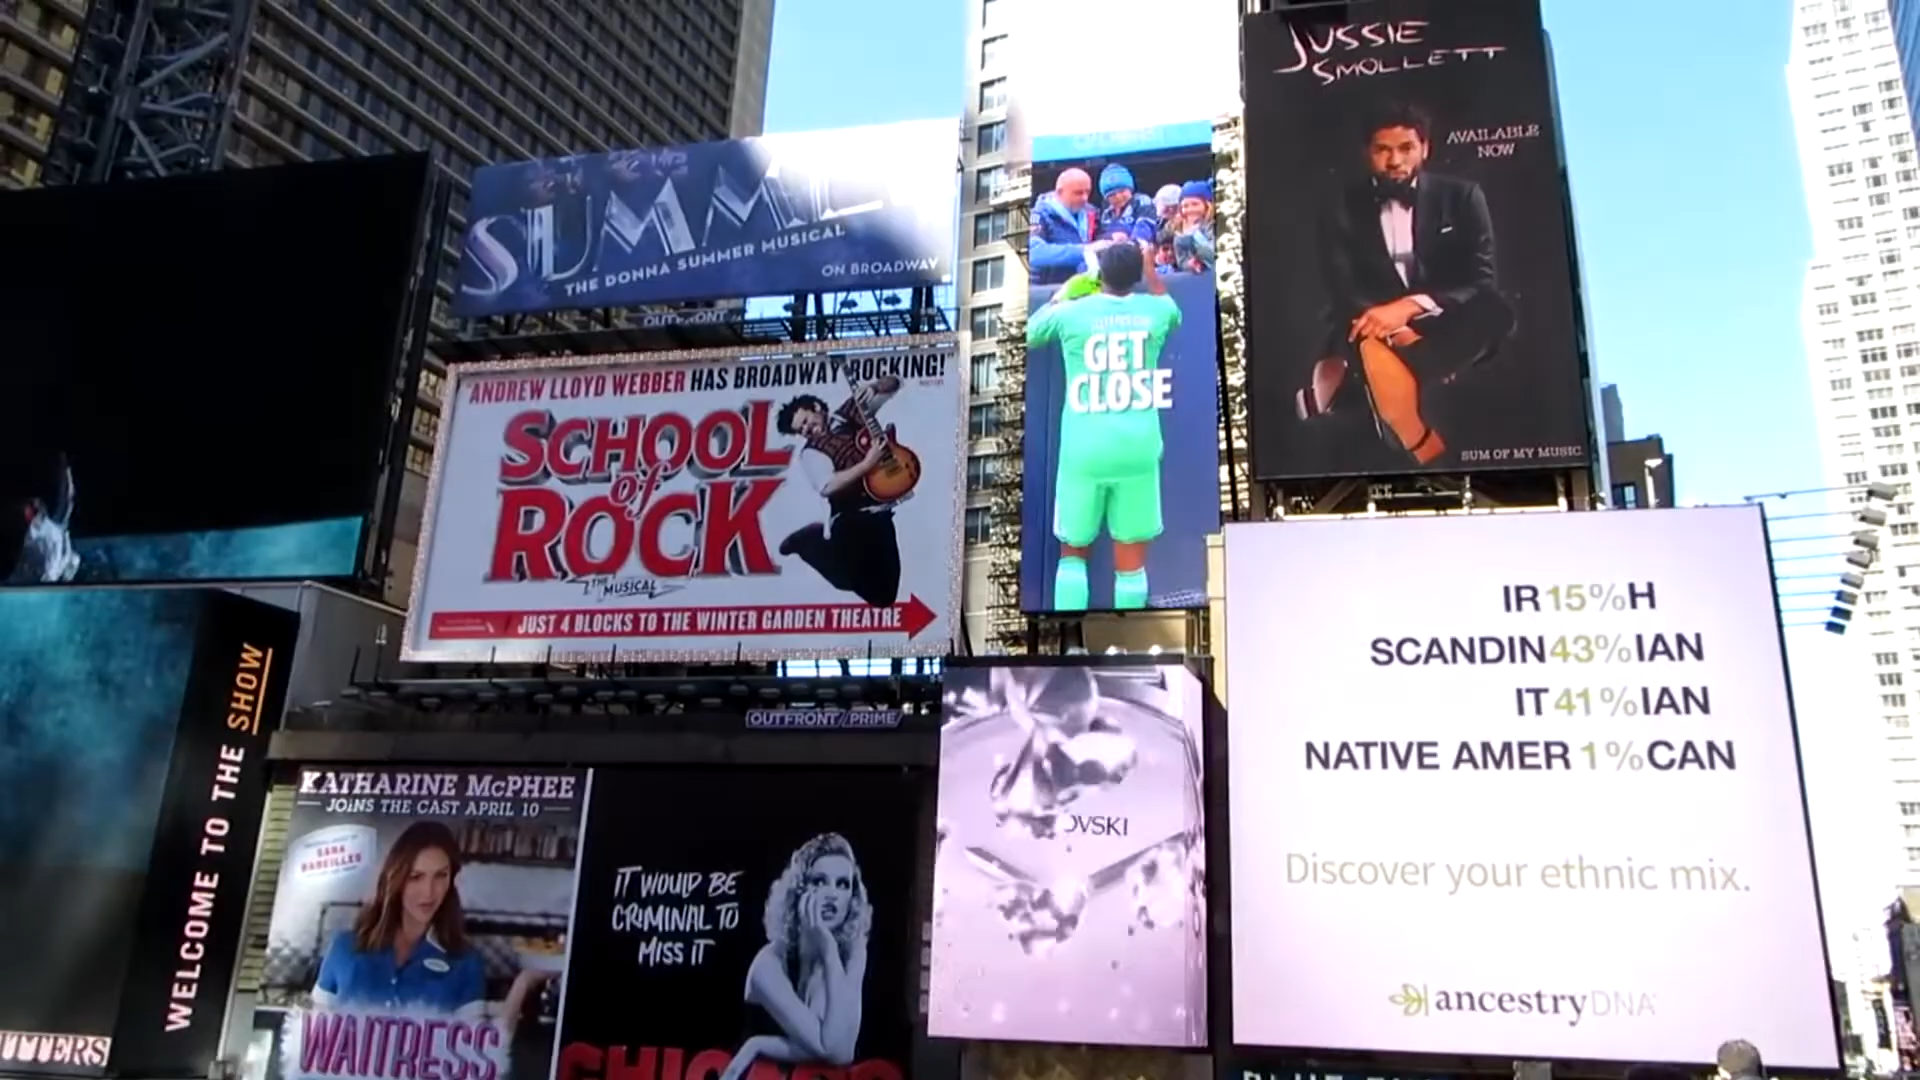 JUSSIE
SMOLLETT
AVAILABLE
NOW
SUM OF MY MUSIC
THE DONNA SUMMER MUSICAL
ON BROADWAY
OUTFRONT
ANDREW LLOYD WEBBER HAS BROADWAY ROCKING!"
SCHOOL
of
ROCK
THE MUSICAL
JUST 4 BLOCKS TO THE WINTER GARDEN THEATRE
GET
CLOSE
OUTFRONT/PRIME
WELCOME TO THE SHOW
KATHARINE McPHEE
JOINS THE CAST APRIL 10
SARA
BAREILLES
WAITRESS
IT WOULD BE
CRIMINAL TO
MISS IT
OVSKI
IR15%H
SCANDIN43%IAN
IT41%IAN
NATIVE AMER1%CAN
Discover your ethnic mix.
ancestryDNA
UTTERS